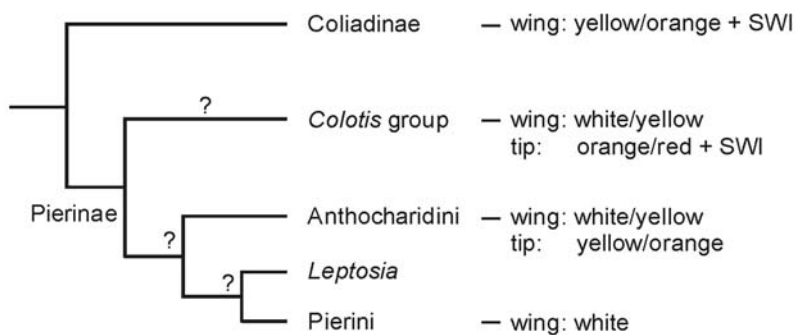 Coliadinae – wing: yellow/orange + SWI
?
Colotis group – wing: white/yellow
tip: orange/red + SWI
Pierinae
Anthocharidini – wing: white/yellow
? tip: yellow/orange
? Leptosia
Pierini – wing: white